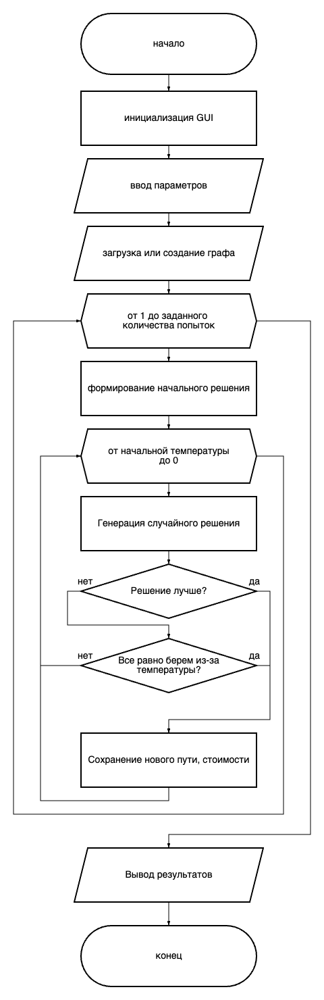 начало
инициализация GUI
ввод параметров
загрузка или создание графа
от 1 до заданного
количества попыток
формирование начального решения
от начальной температуры
до 0
Генерация случайного решения
нет
Решение лучше?
да
нет
Все равно берем из-за
температуры?
да
Сохранение нового пути, стоимости
Вывод результатов
конец